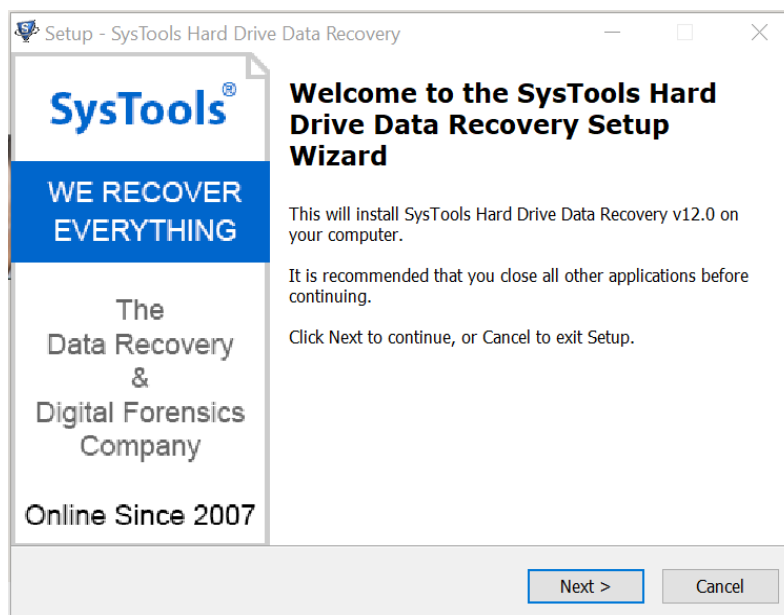 Setup - SysTools Hard Drive Data Recovery
SysTools®
WE RECOVER
EVERYTHING
The
Data Recovery
&
Digital Forensics
Company
Online Since 2007
Welcome to the SysTools Hard
Drive Data Recovery Setup
Wizard
This will install SysTools Hard Drive Data Recovery v12.0 on
your computer.
It is recommended that you close all other applications before
continuing.
Click Next to continue, or Cancel to exit Setup.
Next >
Cancel